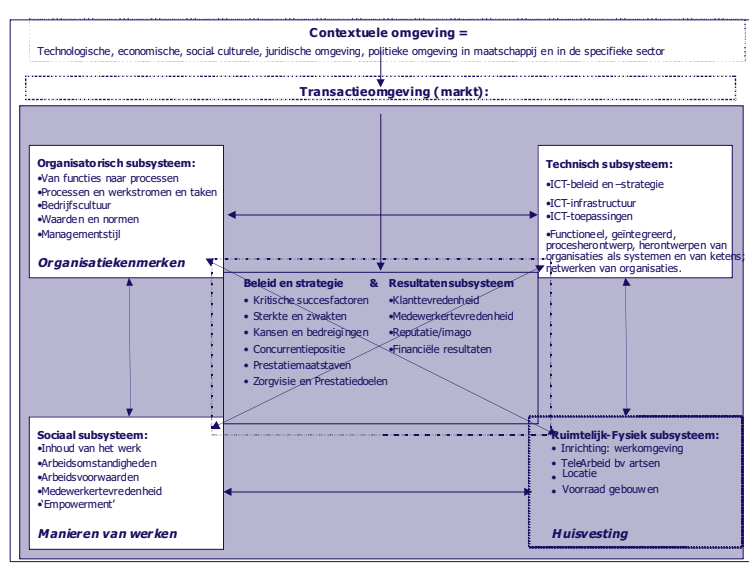 Contextuele omgeving =
Technologische, economische, social-culturele, juridische omgeving, politieke omgeving in maatschappij en in de specifieke sector
Transactieomgeving (markt):
Organisatorisch subsysteem:
•Van functies naar processen
•Processen en werkstromen en taken
•Bedrijfscultuur
•Waarden en normen
•Managementstijl
Organisatiekenmerken
Technisch subsysteem:
•ICT-beleid en –strategie
•ICT-infrastructuur
•ICT-toepassingen
•Functioneel, geïntegreerd,
procesherontwerp, herontwerpen van
organisaties als systemen en van ketens;
netwerken van organisaties.
Beleid en strategie & Resultatensubsysteem
• Kritische succesfactoren
• Sterkte en zwakten
• Kansen en bedreigingen
• Concurrentiepositie
• Prestatiemaatstaven
• Zorgvisie en Prestatiedoelen
•Klanttevredenheid
•Medewerkertevredenheid
•Reputatie/imago
•Financiële resultaten
Sociaal subsysteem:
•Inhoud van het werk
•Arbeidsomstandigheden
•Arbeidsvoorwaarden
•Medewerkertevredenheid
•‘Empowerment’
Manieren van werken
Ruimtelijk-Fysiek subsysteem:
• Inrichting: werkomgeving
• TeleArbeid bv artsen
• Locatie
• Voorraad gebouwen
Huisvesting